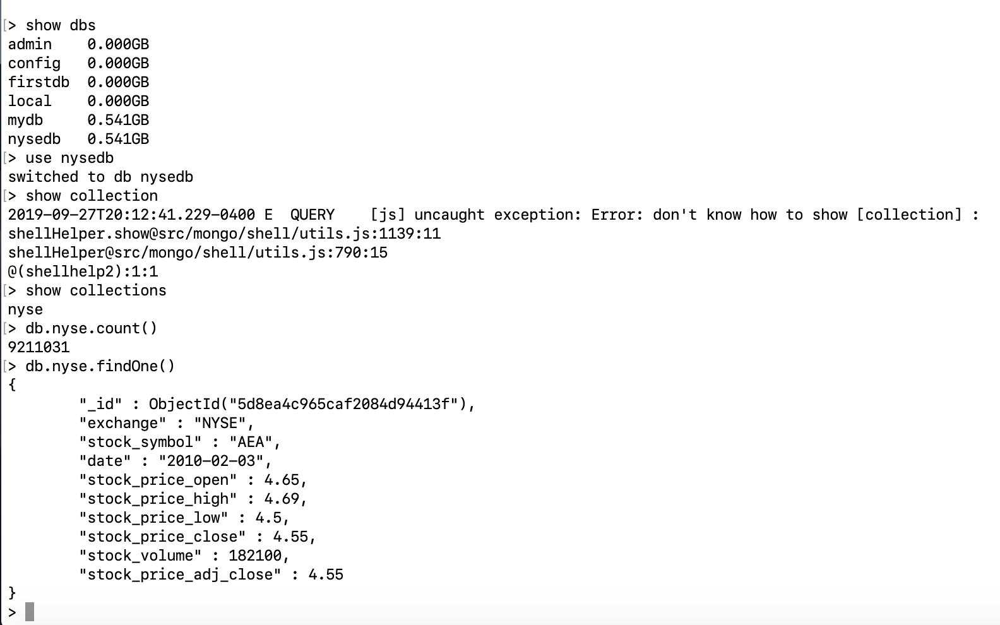 [> show dbs
admin    0.000GB
config   0.000GB
firstdb  0.000GB
local    0.000GB
mydb     0.541GB
nysedb   0.541GB
[> use nysedb
switched to db nysedb
[> show collection
2019-09-27T20:12:41.229-0400 E  QUERY    [js] uncaught exception: Error: don't know how to show [collection] :
shellHelper.show@src/mongo/shell/utils.js:1139:11
shellHelper@src/mongo/shell/utils.js:790:15
@(shellhelp2):1:1
[> show collections
nyse
[> db.nyse.count()
9211031
[> db.nyse.findOne()
{
        "_id" : ObjectId("5d8ea4c965caf2084d94413f"),
        "exchange" : "NYSE",
        "stock_symbol" : "AEA",
        "date" : "2010-02-03",
        "stock_price_open" : 4.65,
        "stock_price_high" : 4.69,
        "stock_price_low" : 4.5,
        "stock_price_close" : 4.55,
        "stock_volume" : 182100,
        "stock_price_adj_close" : 4.55
}
>